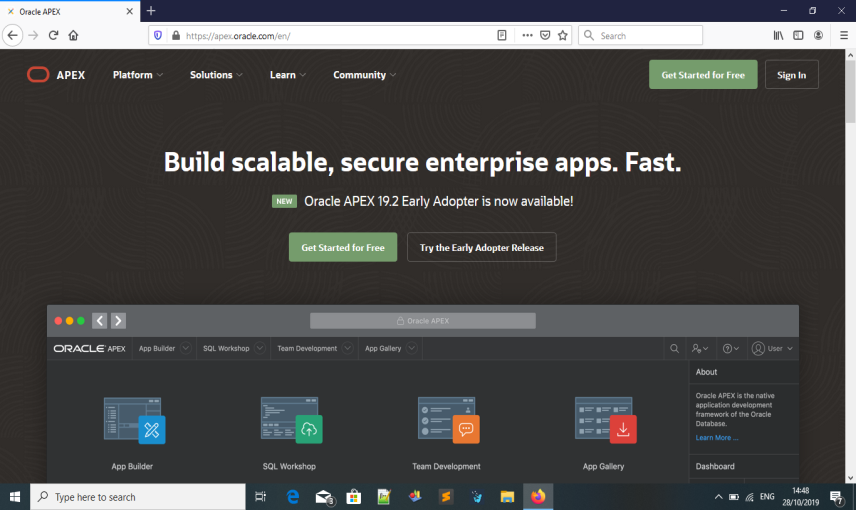 Oracle APEX
https://apex.oracle.com/en/
Search
APEX
Platform
Solutions
Learn
Community
Get Started for Free
Sign In
Build scalable, secure enterprise apps. Fast.
NEW Oracle APEX 19.2 Early Adopter is now available!
Get Started for Free
Try the Early Adopter Release
Oracle APEX
ORACLE APEX
App Builder
SQL Workshop
Team Development
App Gallery
User
About
Oracle APEX is the native
application development
framework of the Oracle
Database.
Learn More ...
App Builder
SQL Workshop
Team Development
App Gallery
Dashboard
Type here to search
3
ENG
14:48
28/10/2019
7